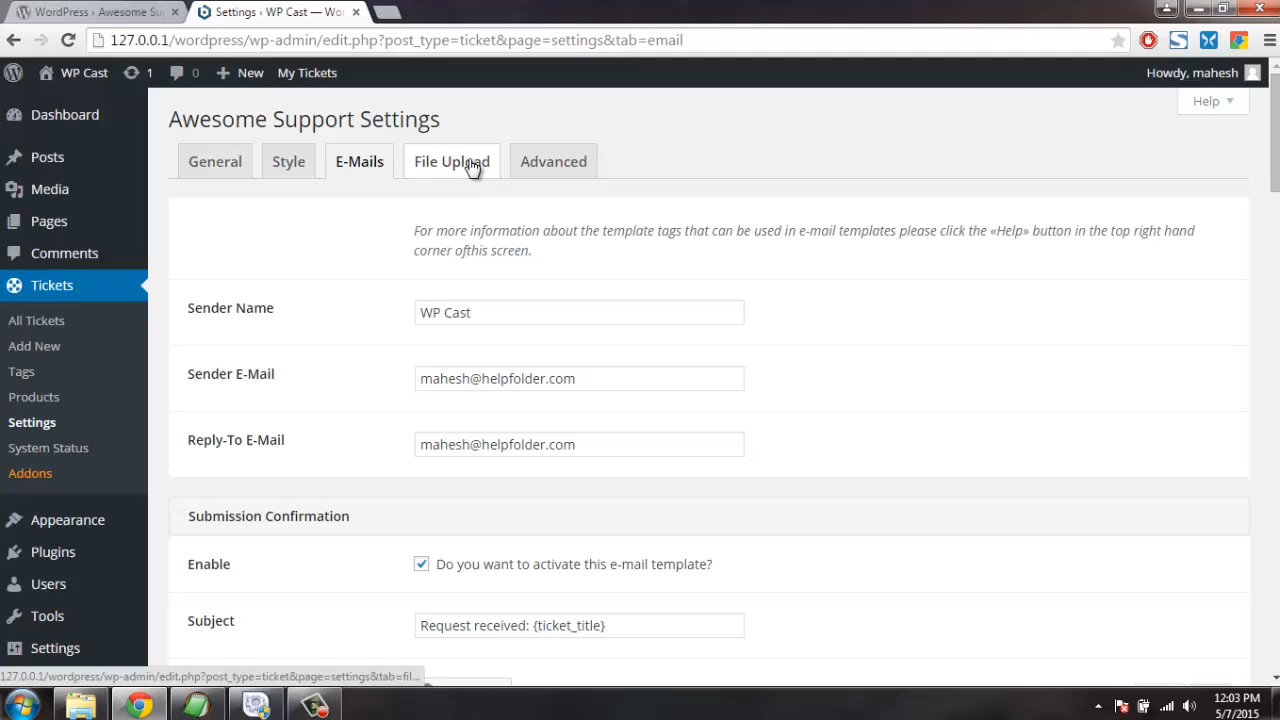 WordPress › Awesome Su
Settings ‹ WP Cast — Wo
127.0.0.1/wordpress/wp-admin/edit.php?post_type=ticket&page=settings&tab=email
WP Cast 1 0 + New My Tickets Howdy, mahesh
Help
Dashboard
Posts
Media
Pages
Comments
Tickets
All Tickets
Add New
Tags
Products
Settings
System Status
Addons
Appearance
Plugins
Users
Tools
Settings
Awesome Support Settings
General Style E-Mails File Upload Advanced
For more information about the template tags that can be used in e-mail templates please click the «Help» button in the top right hand
corner ofthis screen.
Sender Name WP Cast
Sender E-Mail mahesh@helpfolder.com
Reply-To E-Mail mahesh@helpfolder.com
Submission Confirmation
Enable Do you want to activate this e-mail template?
Subject Request received: {ticket_title}
127.0.0.1/wordpress/wp-admin/edit.php?post_type=ticket&page=settings&tab=fil...
12:03 PM
5/7/2015